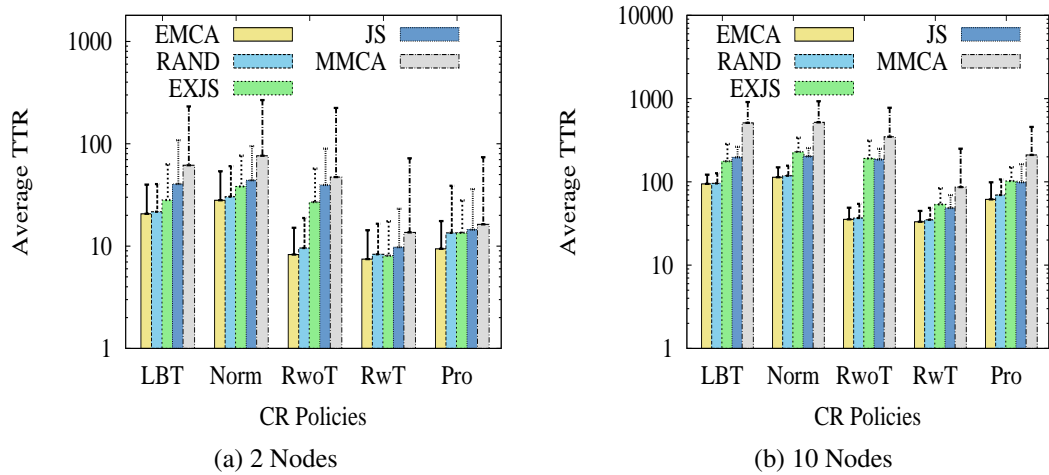 1000
100
10
1
Average TTR
EMCA
RAND
EXJS
JS
MMCA
LBT Norm RwoT RwT Pro
CR Policies
(a) 2 Nodes
10000
1000
100
10
1
Average TTR
EMCA
RAND
EXJS
JS
MMCA
LBT Norm RwoT RwT Pro
CR Policies
(b) 10 Nodes